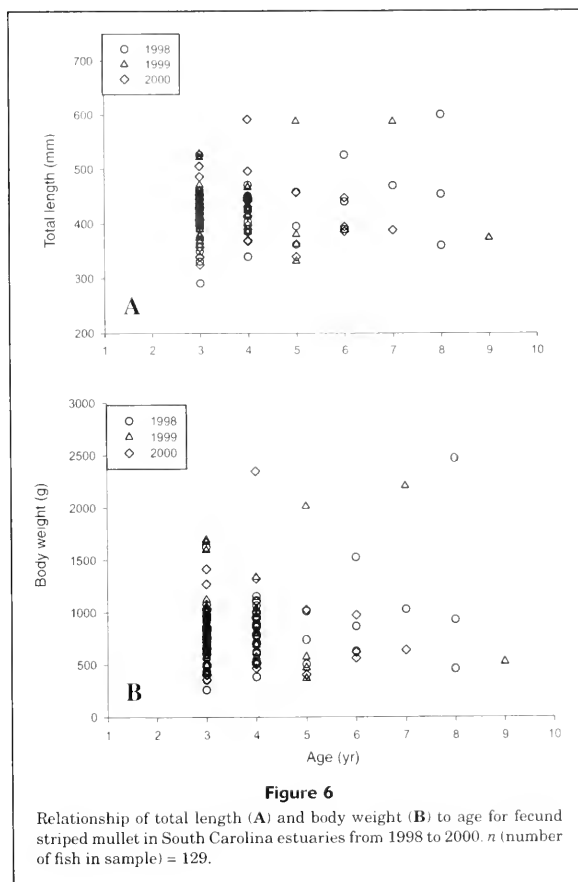 1998
1999
2000
700
600
500
400
300
200
Total length (mm)
A
1 2 3 4 5 6 7 8 9 10
1998
1999
2000
3000
2500
2000
1500
1000
500
0
Body weight (g)
B
1 2 3 4 5 6 7 8 9 10
Age (yr)
Figure 6
Relationship of total length (A) and body weight (B) to age for fecund
striped mullet in South Carolina estuaries from 1998 to 2000. n (number
of fish in sample) = 129.